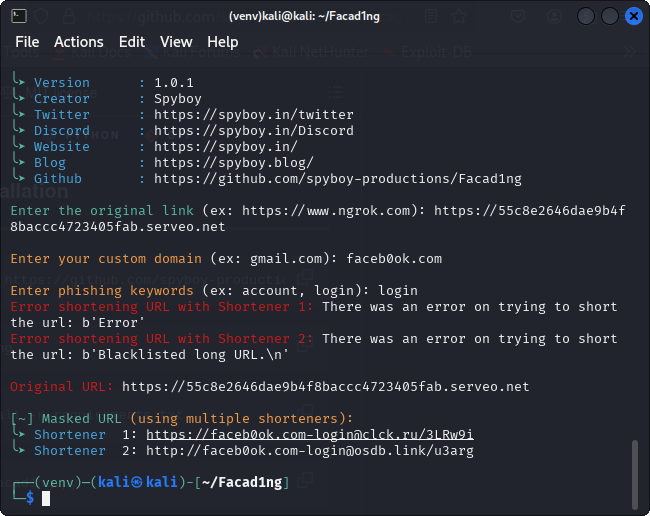 (venv)kali@kali: ~/Facad1ng
File Actions Edit View Help
╰➤ Version : 1.0.1
╰➤ Creator : Spyboy
╰➤ Twitter : https://spyboy.in/twitter
╰➤ Discord : https://spyboy.in/Discord
╰➤ Website : https://spyboy.in/
╰➤ Blog : https://spyboy.blog/
╰➤ Github : https://github.com/spyboy-productions/Facad1ng
Enter the original link (ex: https://www.ngrok.com): https://55c8e2646dae9b4f
8baccc4723405fab.serveo.net
Enter your custom domain (ex: gmail.com): faceb0ok.com
Enter phishing keywords (ex: account, login): login
Error shortening URL with Shortener 1: There was an error on trying to short
the url: b'Error'
Error shortening URL with Shortener 2: There was an error on trying to short
the url: b'Blacklisted long URL.\n'
Original URL: https://55c8e2646dae9b4f8baccc4723405fab.serveo.net
[~] Masked URL (using multiple shorteners):
╰➤ Shortener 1: https://faceb0ok.com-login@clck.ru/3LRw9i
╰➤ Shortener 2: http://faceb0ok.com-login@osdb.link/u3arg
┌──(venv)─(kali㉿kali)-[~/Facad1ng]
└─$